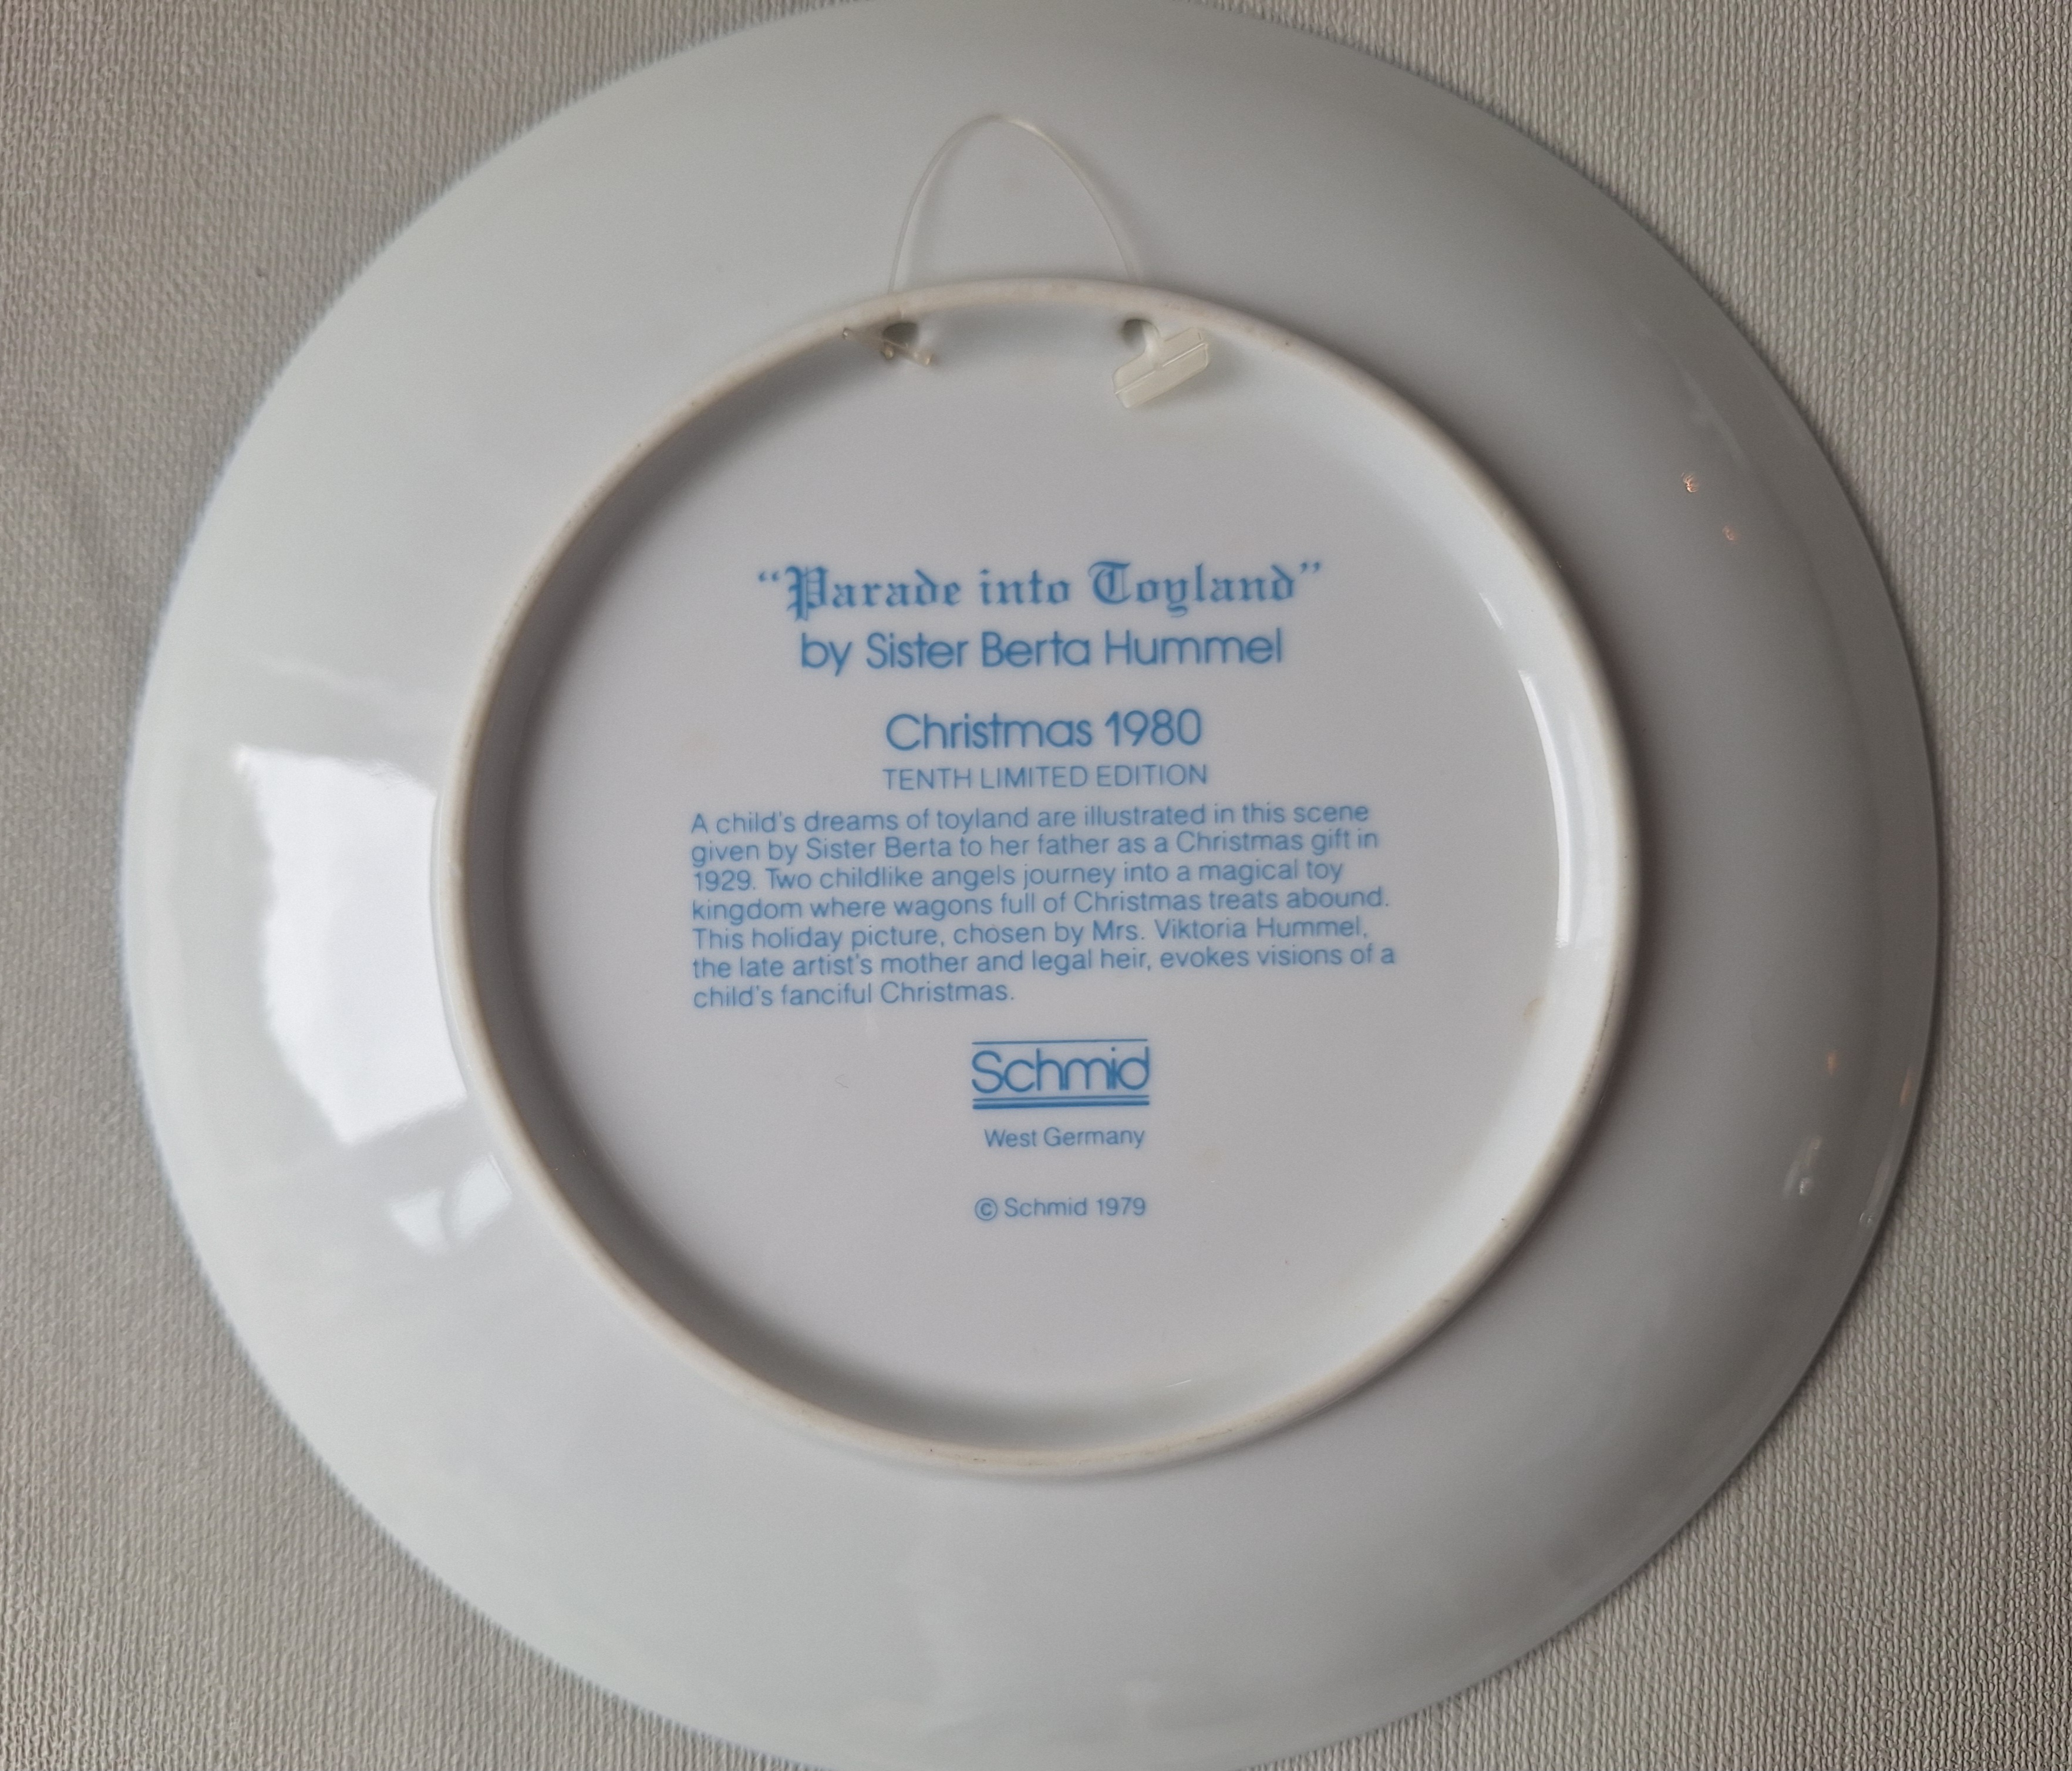 “Parade into Toyland”
by Sister Berta Hummel
Christmas 1980
TENTH LIMITED EDITION
A child's dreams of toyland are illustrated in this scene
given by Sister Berta to her father as a Christmas gift in
1929. Two childlike angels journey into a magical toy
kingdom where wagons full of Christmas treats abound.
This holiday picture, chosen by Mrs. Viktoria Hummel,
the late artist's mother and legal heir, evokes visions of a
child's fanciful Christmas.
Schmid
West Germany
© Schmid 1979